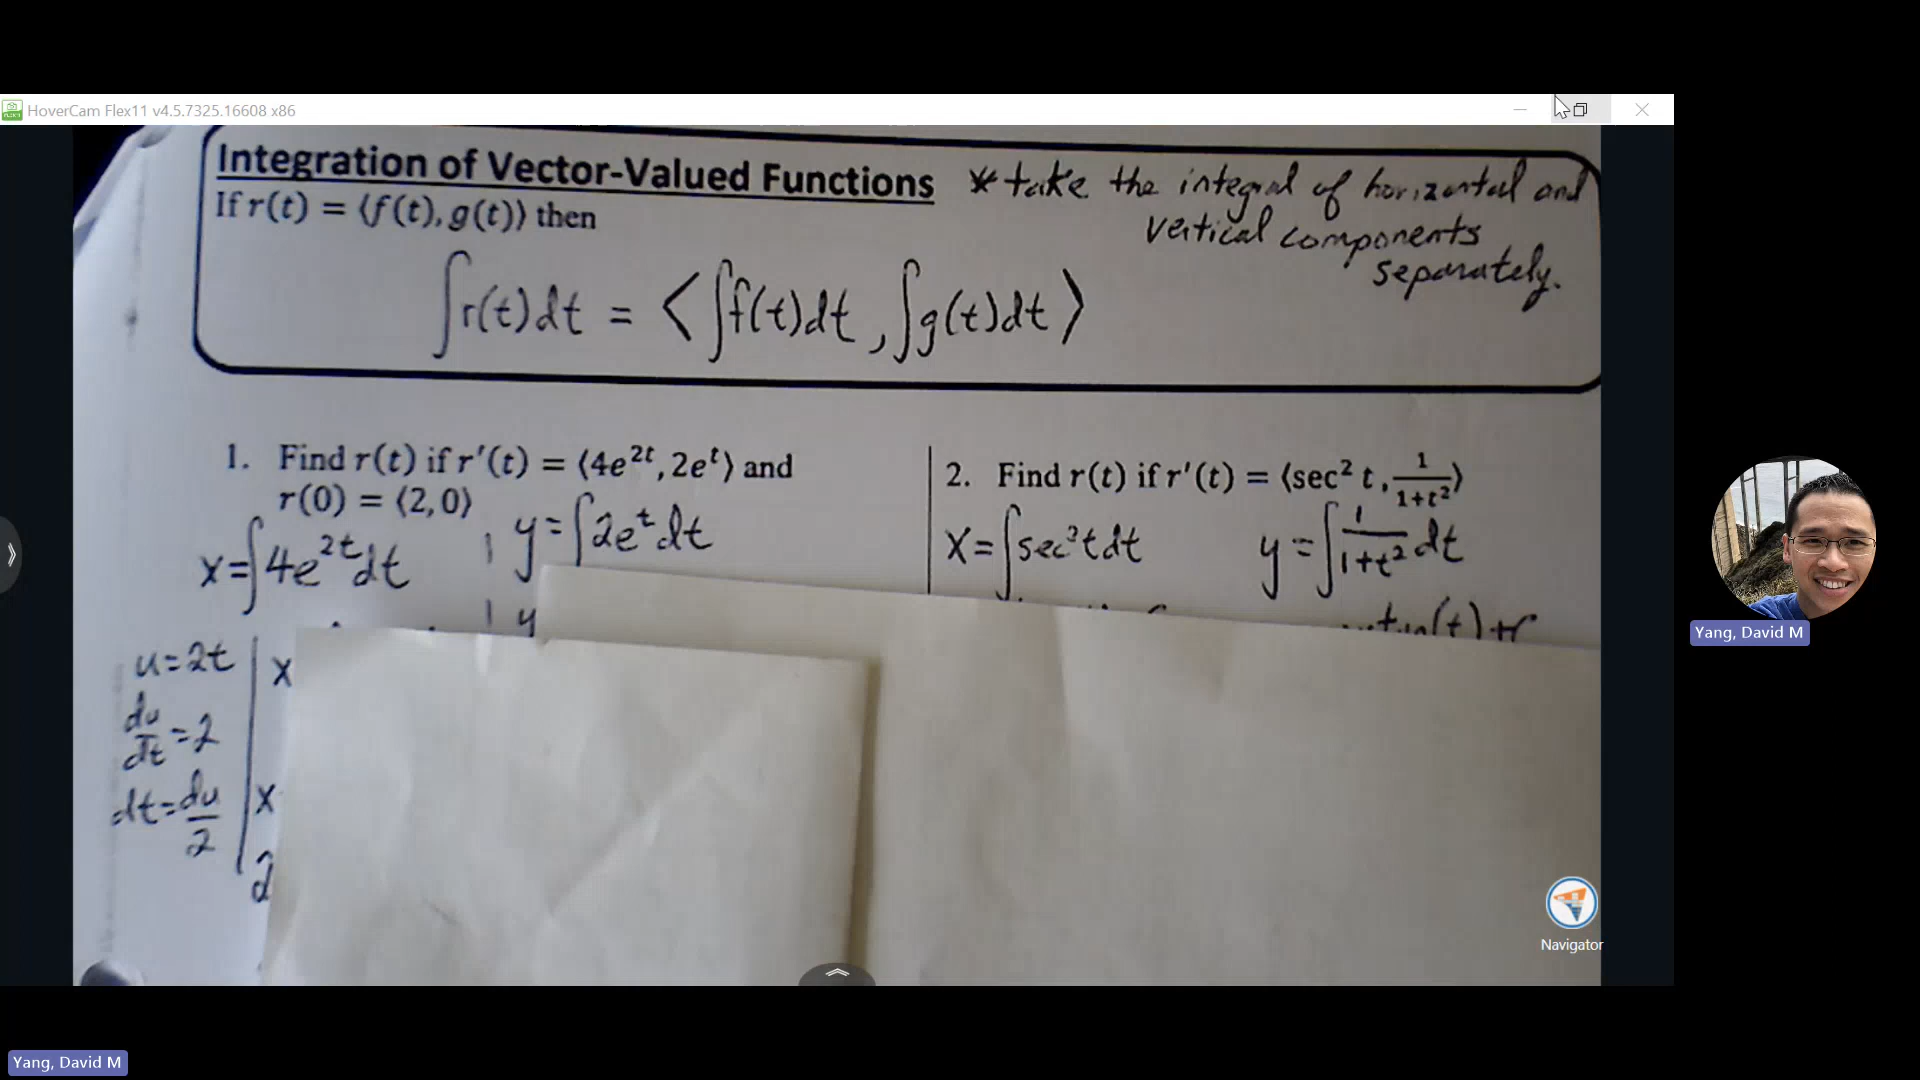 HoverCam Flex11 v4.5.7325.16608 x86
Integration of Vector-Valued Functions * take the integral of horizontal and
vertical components
separately.
If r(t) = ⟨f(t), g(t)⟩ then
∫r(t)dt = ⟨∫f(t)dt, ∫g(t)dt⟩
1. Find r(t) if r′(t) = ⟨4e^{2t}, 2e^t⟩ and
r(0) = ⟨2, 0⟩
x=∫4e^{2t}dt
y=∫2e^t dt
y
u=2t
du/dt=2
dt=du/2
x
x
2
2. Find r(t) if r′(t) = ⟨sec² t, 1/(1+t²)⟩
x=∫sec²t dt
y=∫1/(1+t²) dt
Navigator
Yang, David M
Yang, David M